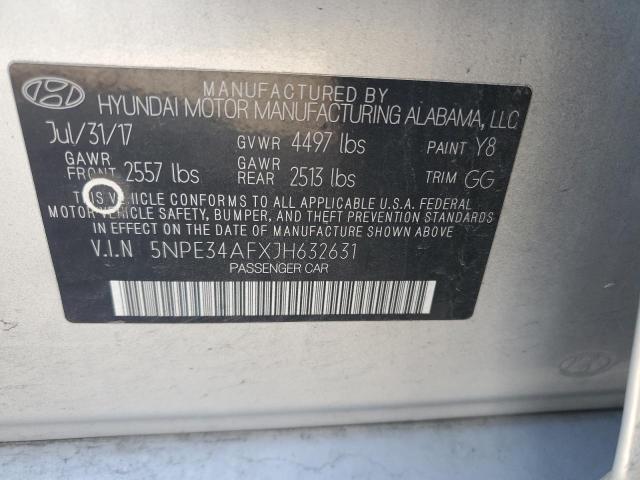 MANUFACTURED BY
HYUNDAI MOTOR MANUFACTURING ALABAMA, LLC
Jul/31/17 GVWR 4497 lbs PAINT Y8
GAWR FRONT 2557 lbs GAWR REAR 2513 lbs TRIM GG
THIS VEHICLE CONFORMS TO ALL APPLICABLE U.S.A. FEDERAL
MOTOR VEHICLE SAFETY, BUMPER, AND THEFT PREVENTION STANDARDS
IN EFFECT ON THE DATE OF MANUFACTURE SHOWN ABOVE
V.I.N 5NPE34AFXJH632631
PASSENGER CAR